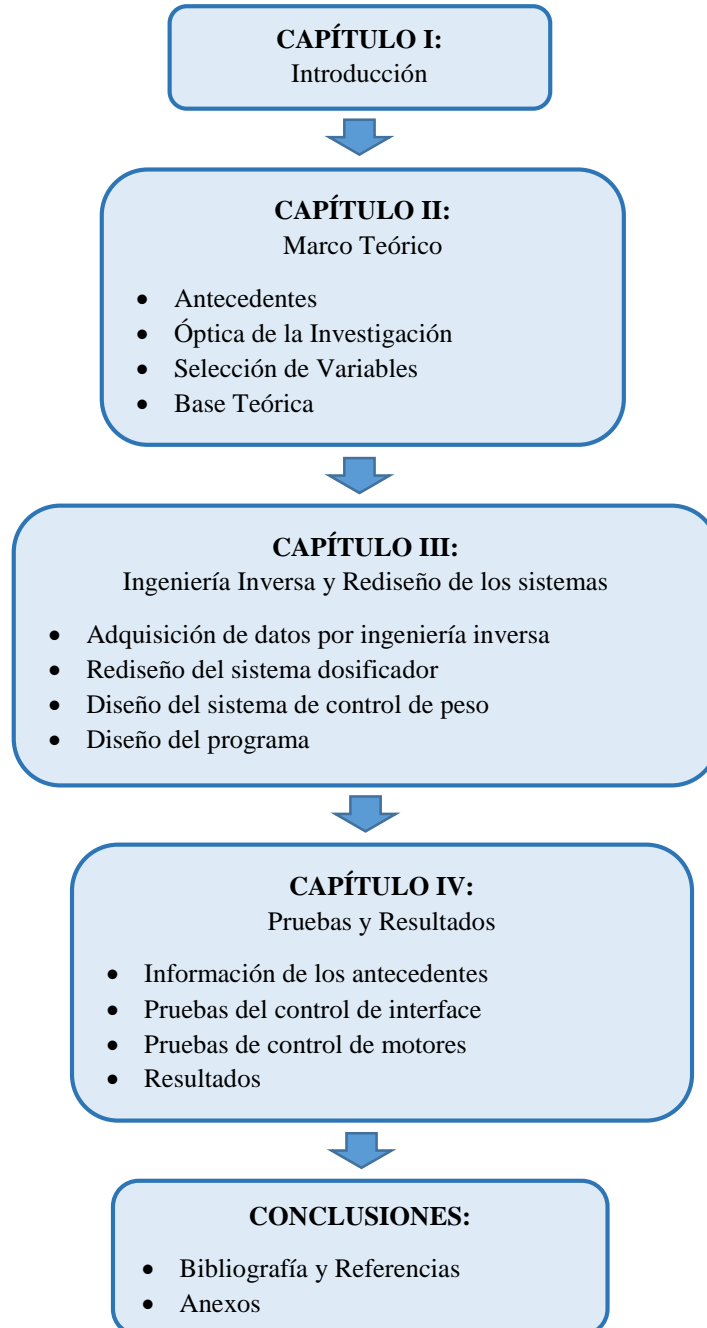 CAPÍTULO I:
Introducción
CAPÍTULO II:
Marco Teórico
• Antecedentes
• Óptica de la Investigación
• Selección de Variables
• Base Teórica
CAPÍTULO III:
Ingeniería Inversa y Rediseño de los sistemas
• Adquisición de datos por ingeniería inversa
• Rediseño del sistema dosificador
• Diseño del sistema de control de peso
• Diseño del programa
CAPÍTULO IV:
Pruebas y Resultados
• Información de los antecedentes
• Pruebas del control de interface
• Pruebas de control de motores
• Resultados
CONCLUSIONES:
• Bibliografía y Referencias
• Anexos